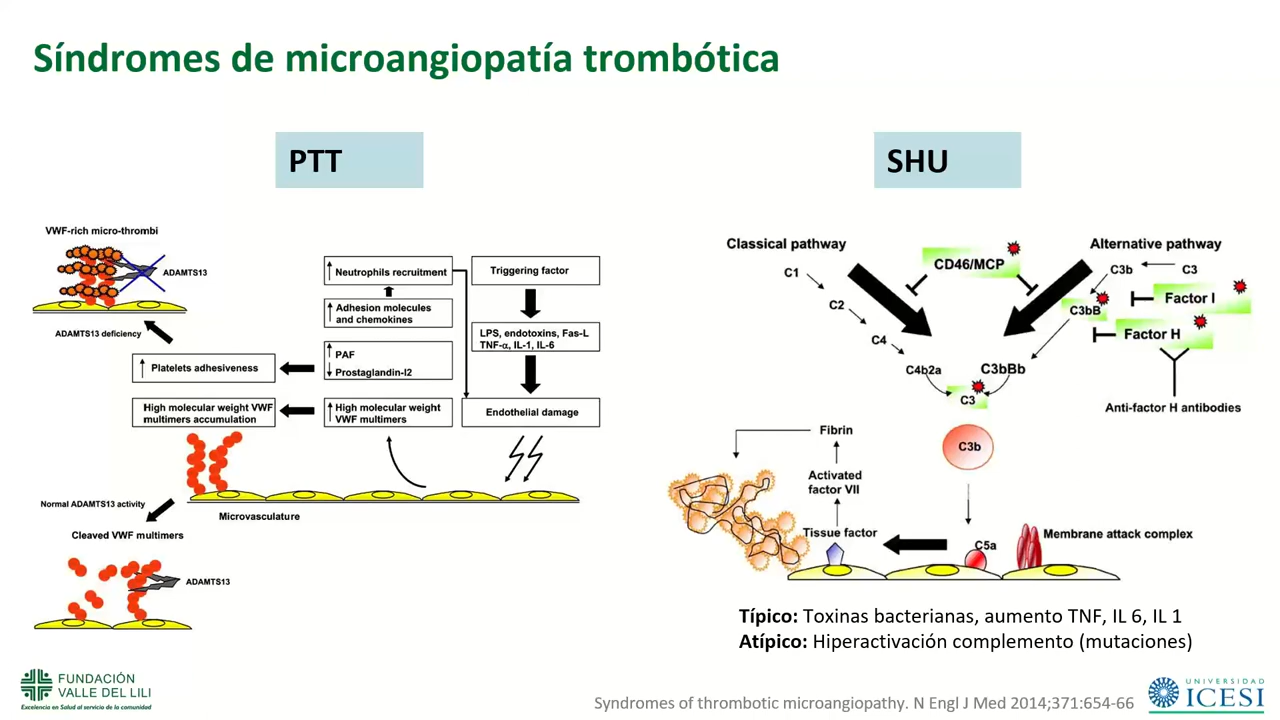 Síndromes de microangiopatía trombótica
PTT
VWF-rich micro-thrombi
ADAMTS13
ADAMTS13 deficiency
↑ Platelets adhesiveness
High molecular weight VWF
multimers accumulation
↑ Neutrophils recruitment
↑ Adhesion molecules
and chemokines
↑ PAF
↓ Prostaglandin-I2
↑ High molecular weight
VWF multimers
Triggering factor
LPS, endotoxins, Fas-L
TNF-α, IL-1, IL-6
Endothelial damage
Microvasculature
Normal ADAMTS13 activity
Cleaved VWF multimers
ADAMTS13
SHU
Classical pathway
C1
C2
C4
C4b2a
CD46/MCP
Alternative pathway
C3b
C3
C3bB
Factor I
Factor H
C3bBb
Anti-factor H antibodies
C3
C3b
Fibrin
Activated
factor VII
Tissue factor
C5a
Membrane attack complex
Típico: Toxinas bacterianas, aumento TNF, IL 6, IL 1
Atípico: Hiperactivación complemento (mutaciones)
FUNDACIÓN
VALLE DEL LILI
Excelencia en Salud al servicio de la comunidad
Syndromes of thrombotic microangiopathy. N Engl J Med 2014;371:654-66
UNIVERSIDAD
ICESI